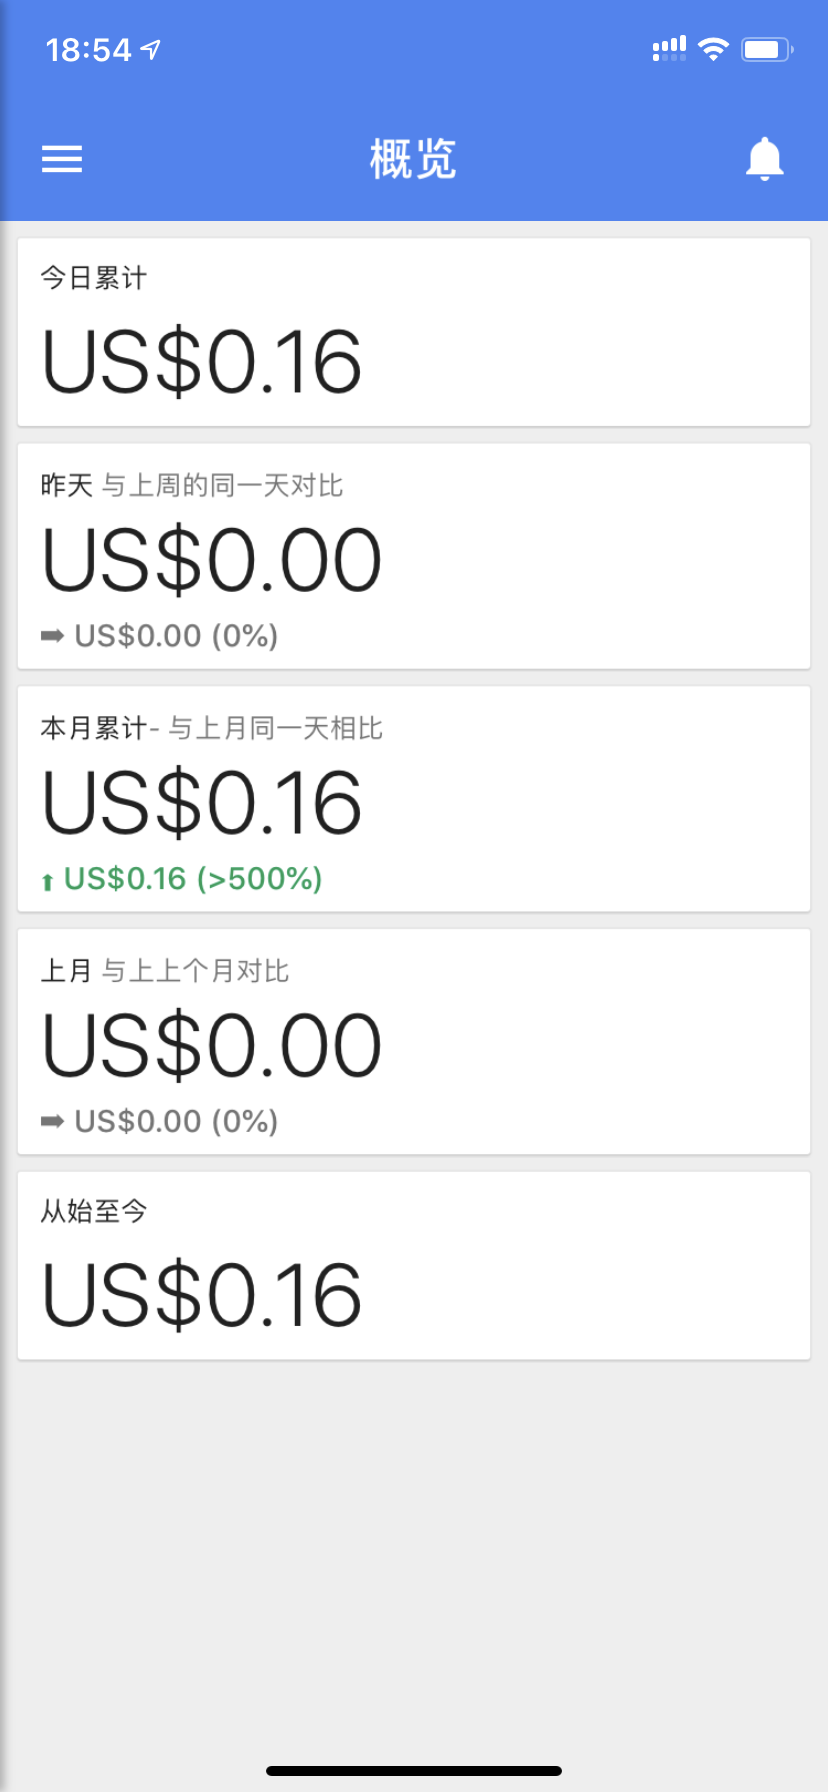 18:54
概览
今日累计
US$0.16
昨天 与上周的同一天对比
US$0.00
➡ US$0.00 (0%)
本月累计- 与上月同一天相比
US$0.16
⬆ US$0.16 (>500%)
上月 与上上个月对比
US$0.00
➡ US$0.00 (0%)
从始至今
US$0.16